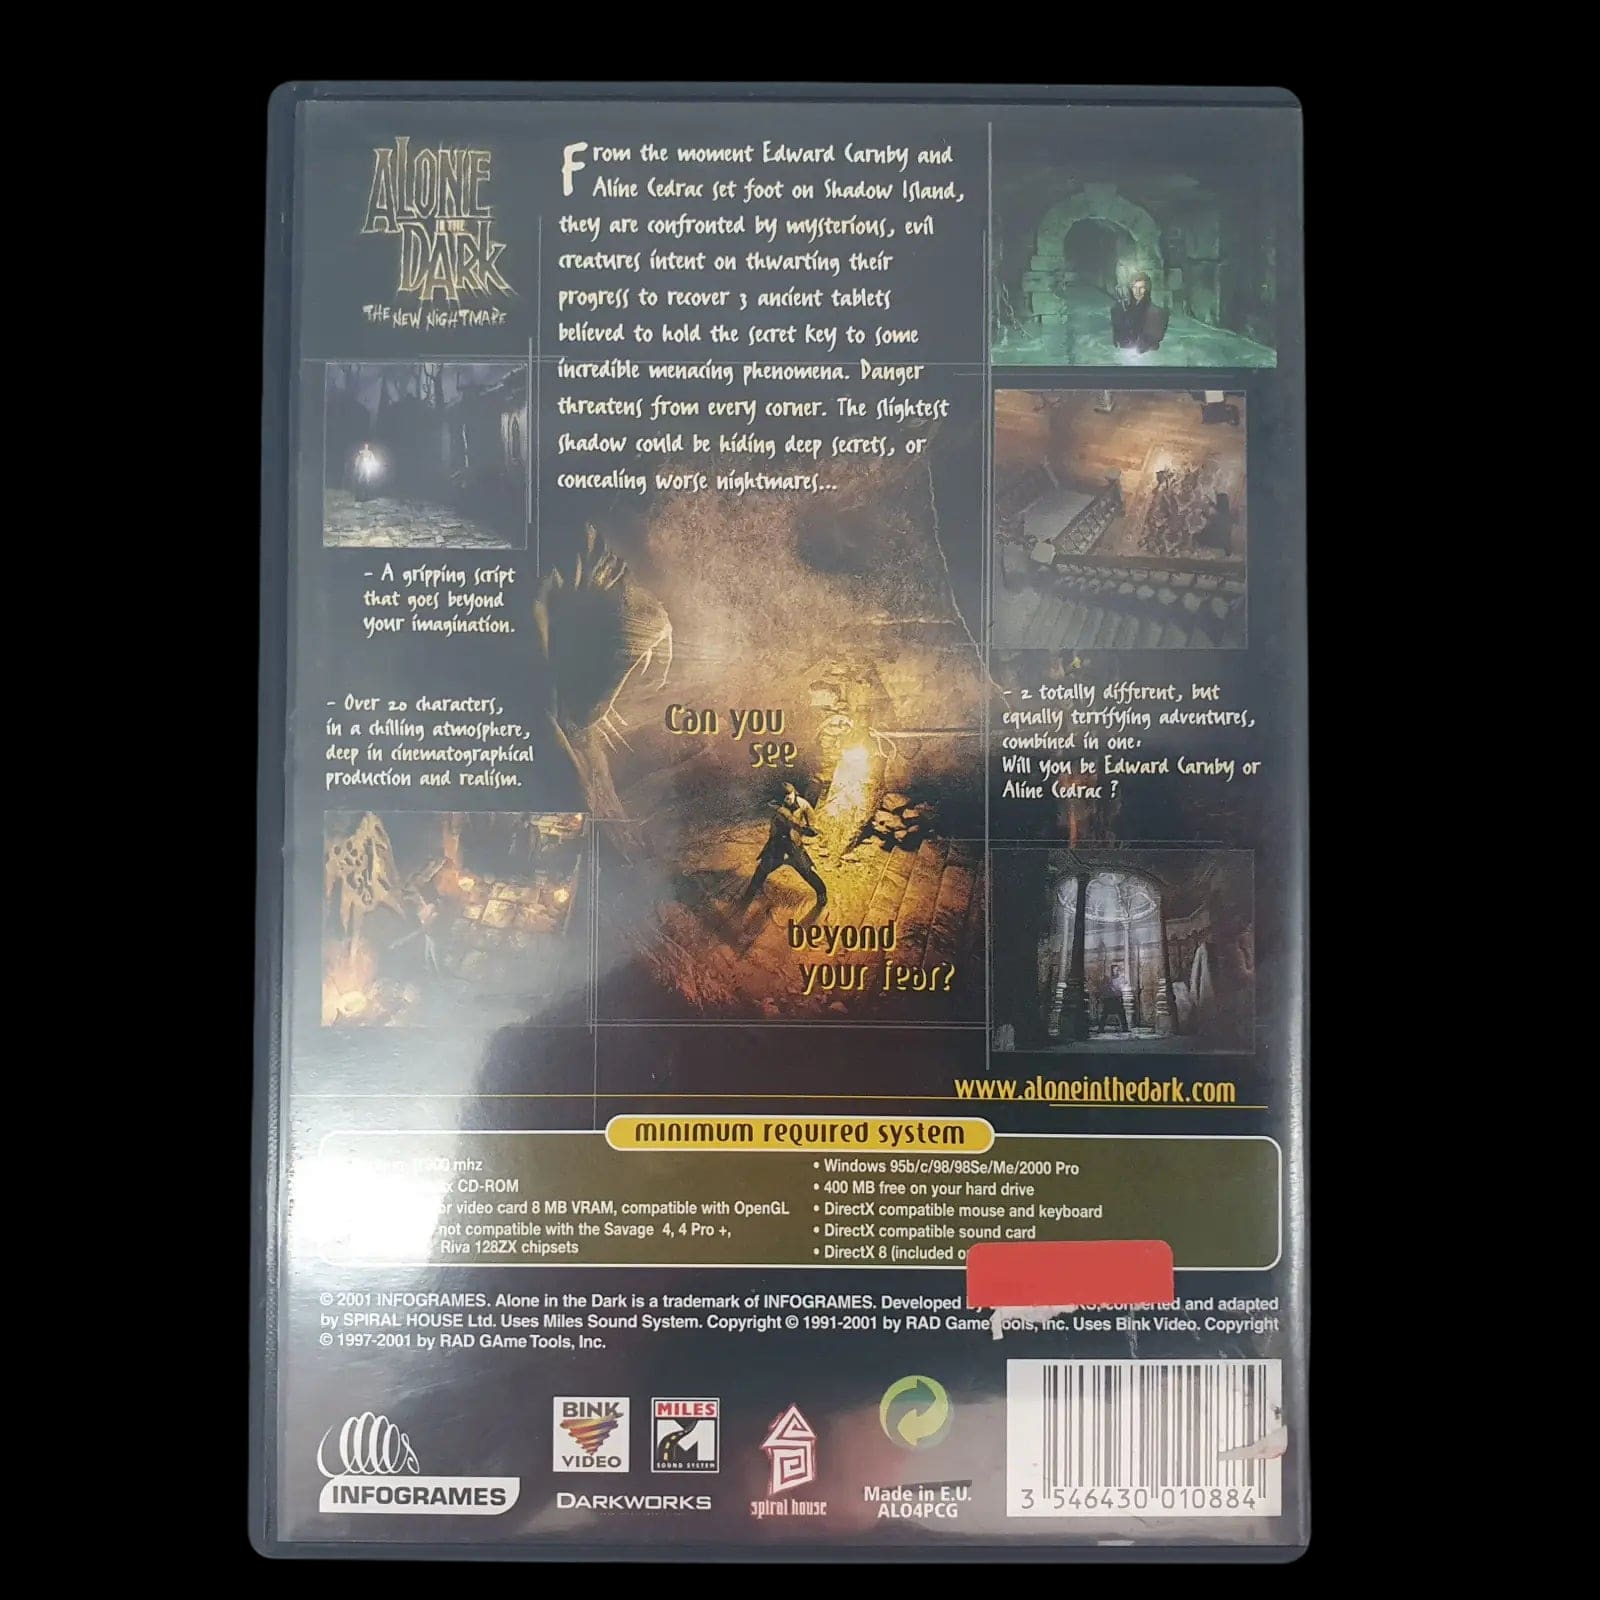 ALONE
IN THE
DARK
THE NEW NIGHTMARE
From the moment Edward Carnby and
Aline Cedrac set foot on Shadow Island,
they are confronted by mysterious, evil
creatures intent on thwarting their
progress to recover 3 ancient tablets
believed to hold the secret key to some
incredible menacing phenomena. Danger
threatens from every corner. The slightest
shadow could be hiding deep secrets, or
concealing worse nightmares...
- A gripping script
that goes beyond
your imagination.
- Over 20 characters,
in a chilling atmosphere,
deep in cinematographical
production and realism.
Can you
see
beyond
your fear?
- 2 totally different, but
equally terrifying adventures,
combined in one.
Will you be Edward Carnby or
Aline Cedrac ?
www.aloneinthedark.com
minimum required system
mhz
CD-ROM
video card 8 MB VRAM, compatible with OpenGL
not compatible with the Savage 4, 4 Pro +,
Riva 128ZX chipsets
• Windows 95b/c/98/98Se/Me/2000 Pro
• 400 MB free on your hard drive
• DirectX compatible mouse and keyboard
• DirectX compatible sound card
• DirectX 8 (included
© 2001 INFOGRAMES. Alone in the Dark is a trademark of INFOGRAMES. Developed and adapted
by SPIRAL HOUSE Ltd. Uses Miles Sound System. Copyright © 1991-2001 by RAD Game Inc. Uses Bink Video. Copyright
© 1997-2001 by RAD GAme Tools, Inc.
INFOGRAMES
BINK
VIDEO
MILES
SOUND SYSTEM
DARKWORKS
spiral house
Made in E.U.
ALO4PCG
3 546430 010884